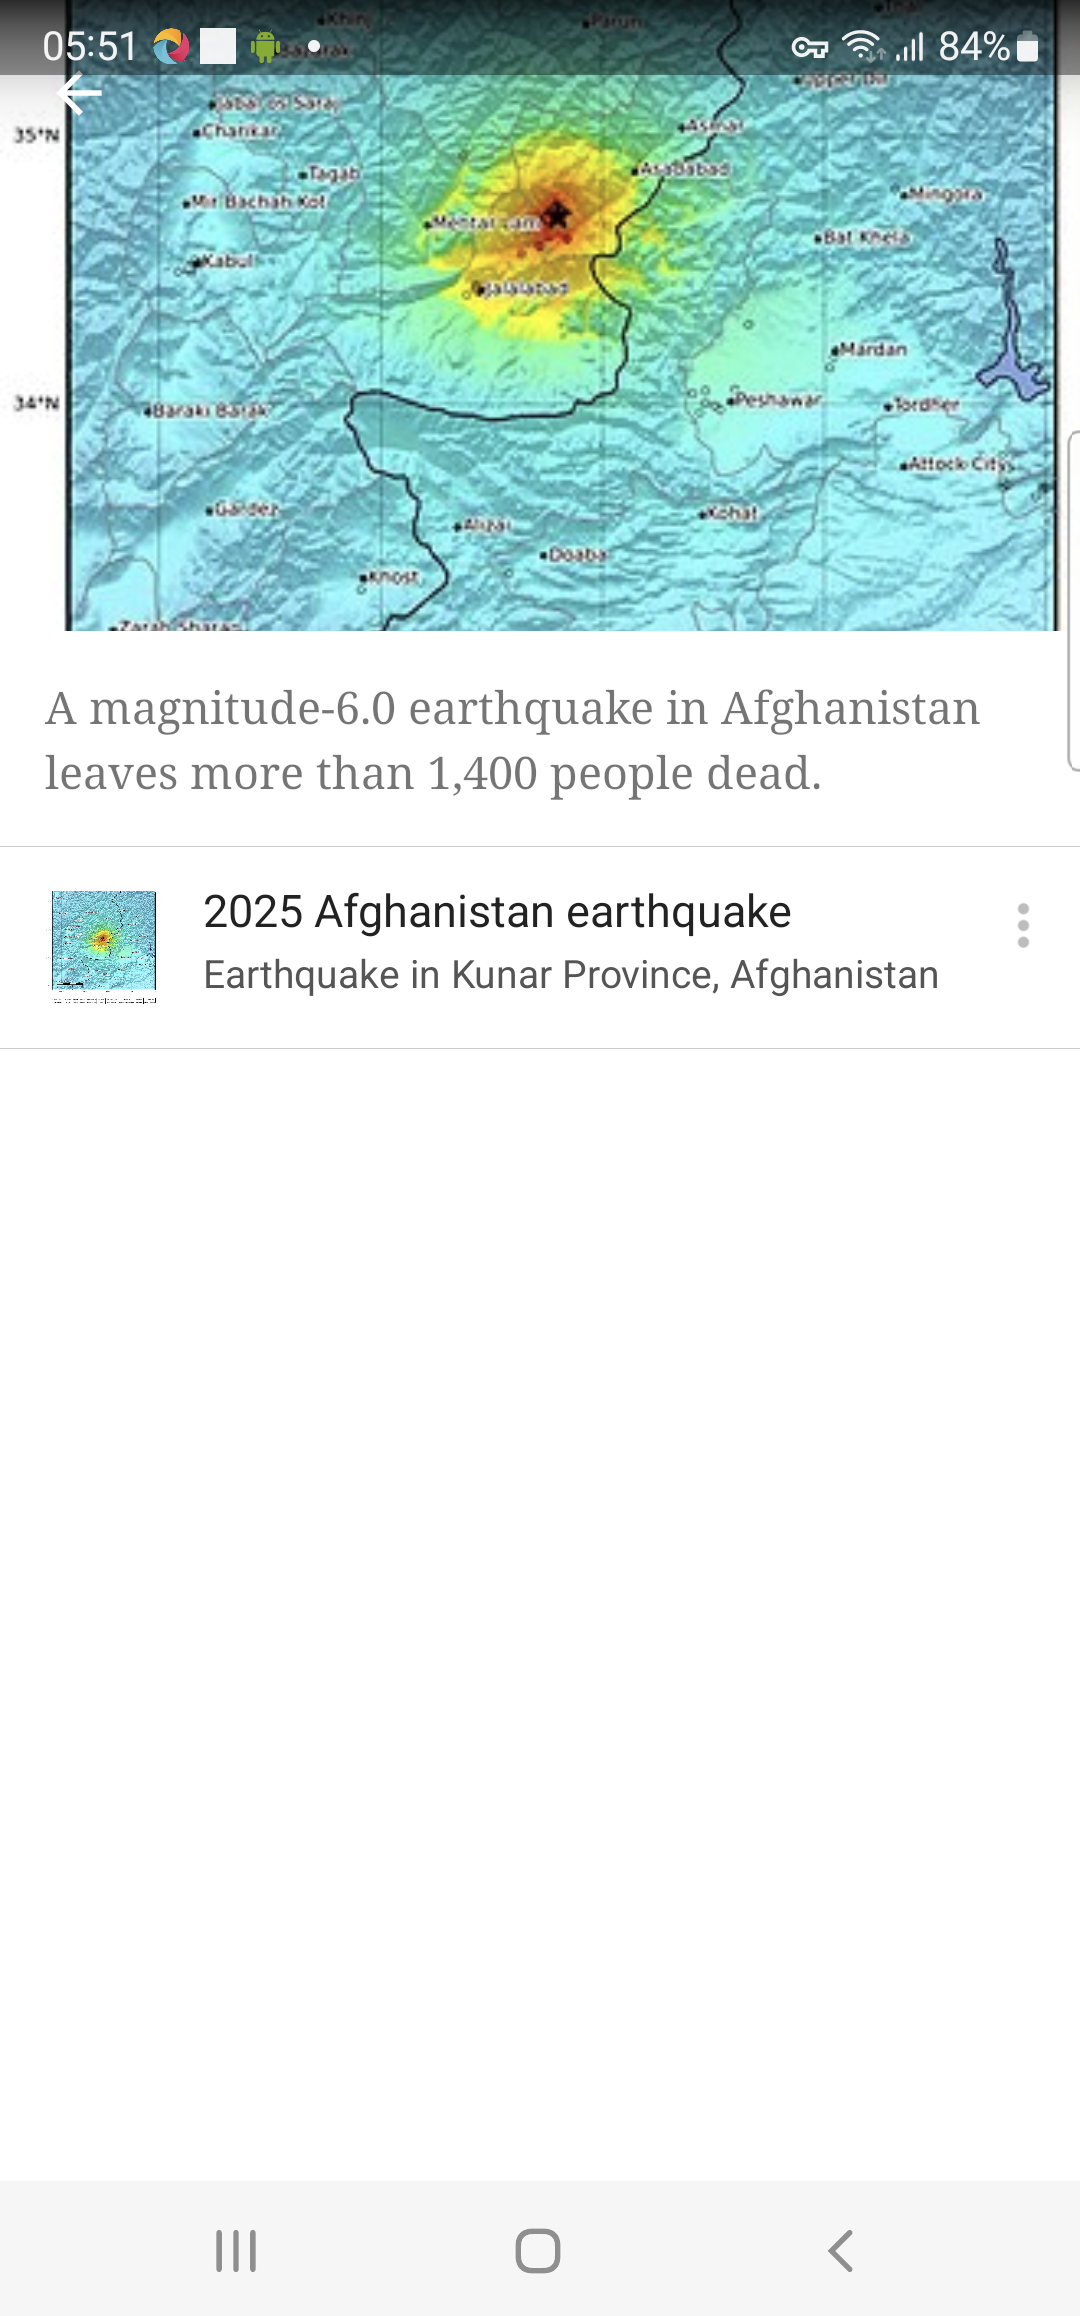 Khinj
Parun
05:51
84%
Upper Dir
Jabal os Saraj
Asmar
35°N
Charikar
Tagab
Asadabad
Mir Bachah Kot
Mingora
Mehtar Lam
Bat Khela
Kabul
Jalalabad
Mardan
34°N
Baraki Barak
Peshawar
Tordher
Attock City
Gardez
Kohat
Alizai
Doaba
Khost
Zarah Sharan
A magnitude-6.0 earthquake in Afghanistan
leaves more than 1,400 people dead.
2025 Afghanistan earthquake
Earthquake in Kunar Province, Afghanistan